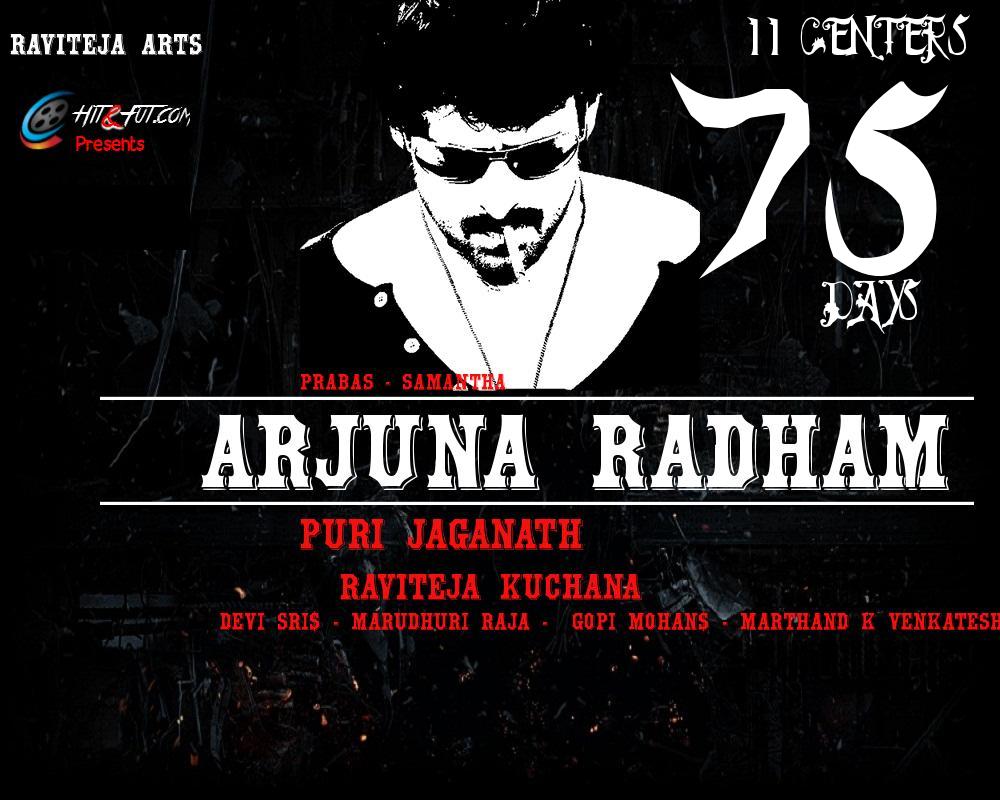 RAVITEJA ARTS
HIT&FUT.COM
Presents
11 CENTERS
75
DAYS
PRABAS - SAMANTHA
ARJUNA RADHAM
PURI JAGANATH
RAVITEJA KUCHANA
DEVI SRI$ - MARUDHURI RAJA - GOPI MOHAN$ - MARTHAND K VENKATESH